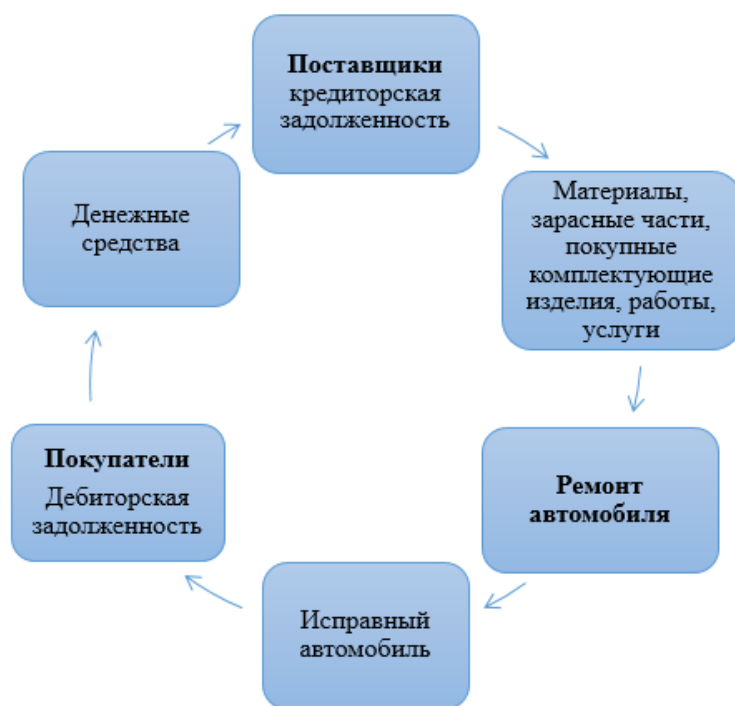 Поставщики
кредиторская
задолженность
Материалы,
зарасные части,
покупные
комплектующие
изделия, работы,
услуги
Ремонт
автомобиля
Исправный
автомобиль
Покупатели
Дебиторская
задолженность
Денежные
средства